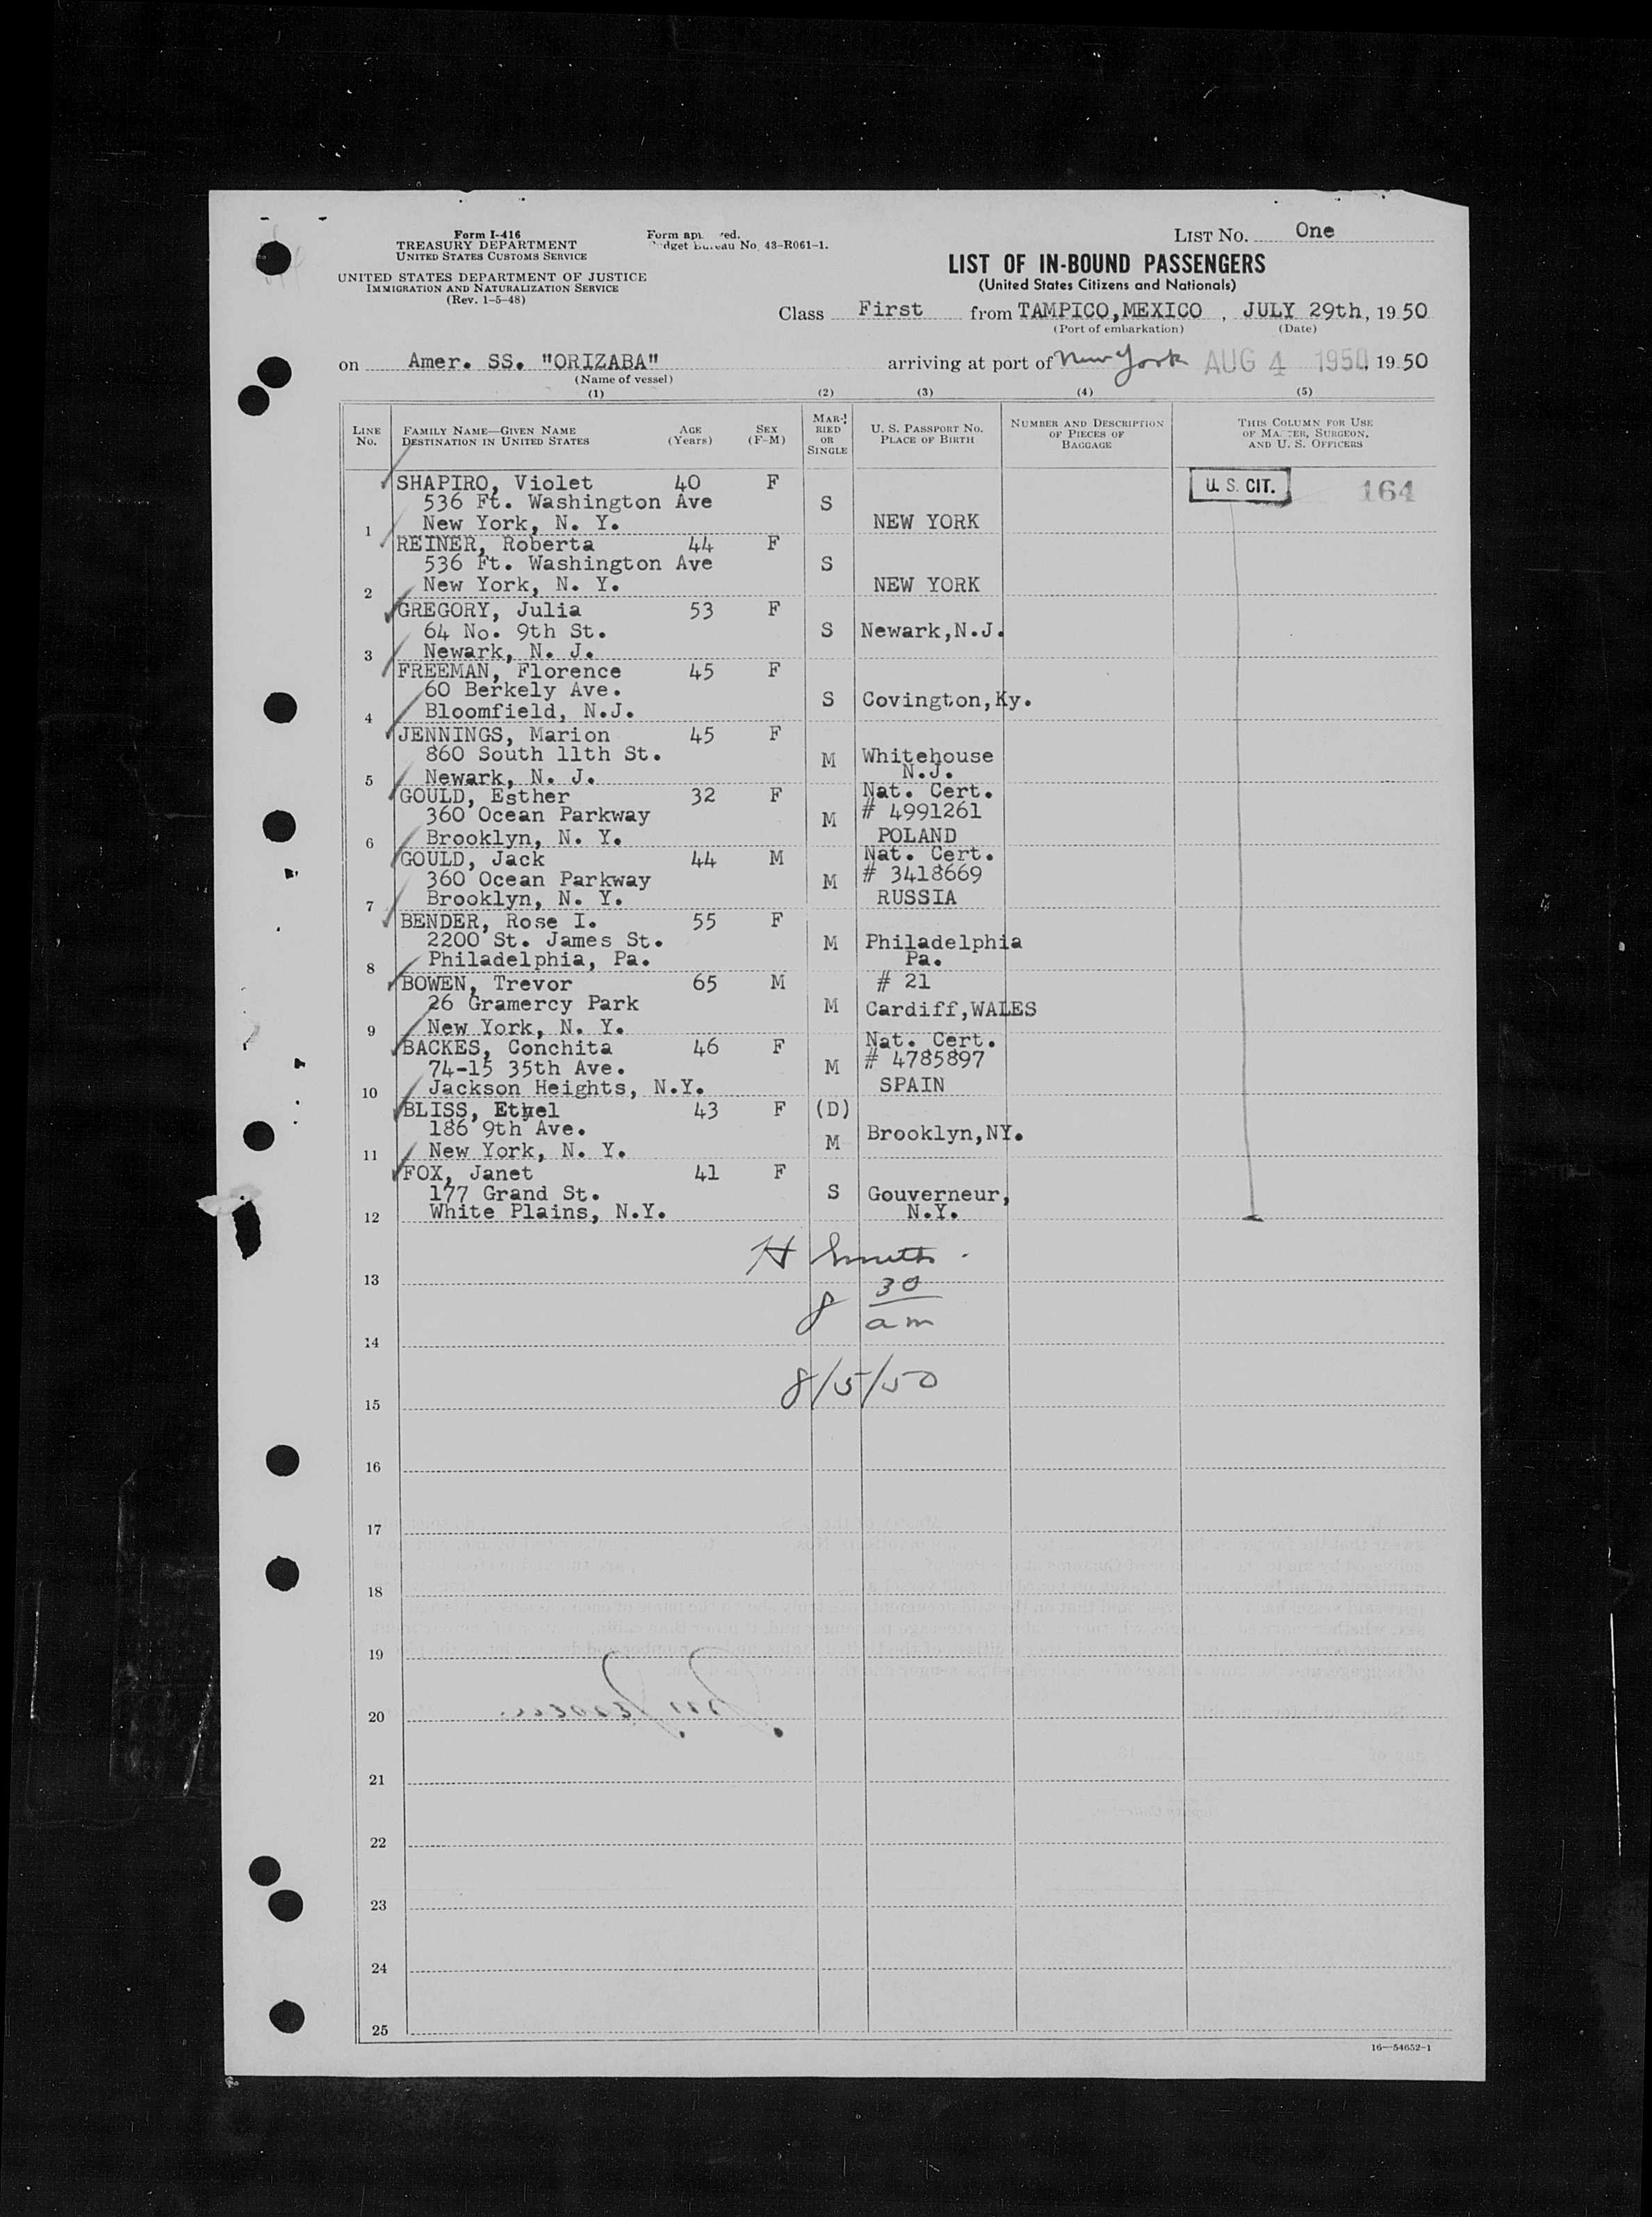 Form I-416
TREASURY DEPARTMENT
UNITED STATES CUSTOMS SERVICE
UNITED STATES DEPARTMENT OF JUSTICE
IMMIGRATION AND NATURALIZATION SERVICE
(Rev. 1-5-48)
Form
No. 43-R061-1.
LIST NO. One
LIST OF IN-BOUND PASSENGERS
(United States Citizens and Nationals)
Class First from TAMPICO,MEXICO , JULY 29th, 19 50
(Port of embarkation) (Date)
on Amer. SS. "ORIZABA" arriving at port of New York AUG 4 1950, 19 50
(Name of vessel)
(1) (2) (3) (4) (5)
LINE No. FAMILY NAME—GIVEN NAME DESTINATION IN UNITED STATES AGE (Years) SEX (F-M) MARRIED OR SINGLE U. S. PASSPORT NO. PLACE OF BIRTH NUMBER AND DESCRIPTION OF PIECES OF BAGGAGE THIS COLUMN FOR USE OF MASTER, SURGEON, AND U. S. OFFICERS
SHAPIRO, Violet 40 F U. S. CIT. 164
536 Ft. Washington Ave S
1 New York, N. Y. NEW YORK
REINER, Roberta 44 F
536 Ft. Washington Ave S
2 New York, N. Y. NEW YORK
GREGORY, Julia 53 F
64 No. 9th St. S Newark,N.J.
3 Newark, N. J.
FREEMAN, Florence 45 F
60 Berkely Ave. S Covington,Ky.
4 Bloomfield, N.J.
JENNINGS, Marion 45 F
860 South 11th St. M Whitehouse
5 Newark, N. J. N.J.
GOULD, Esther 32 F Nat. Cert.
360 Ocean Parkway M # 4991261
6 Brooklyn, N. Y. POLAND
GOULD, Jack 44 M Nat. Cert.
360 Ocean Parkway M # 3418669
7 Brooklyn, N. Y. RUSSIA
BENDER, Rose I. 55 F
2200 St. James St. M Philadelphia
8 Philadelphia, Pa. Pa.
BOWEN, Trevor 65 M # 21
26 Gramercy Park M Cardiff,WALES
9 New York, N. Y.
BACKES, Conchita 46 F Nat. Cert.
74-15 35th Ave. M # 4785897
10 Jackson Heights, N.Y. SPAIN
BLISS, Ethel 43 F (D)
186 9th Ave. M Brooklyn,NY.
11 New York, N. Y.
FOX, Janet 41 F
177 Grand St. S Gouverneur,
12 White Plains, N.Y. N.Y.
H Smith
13
8 30
am
14
8/5/50
15
16
17
18
19
20
21
22
23
24
25
16—54652-1